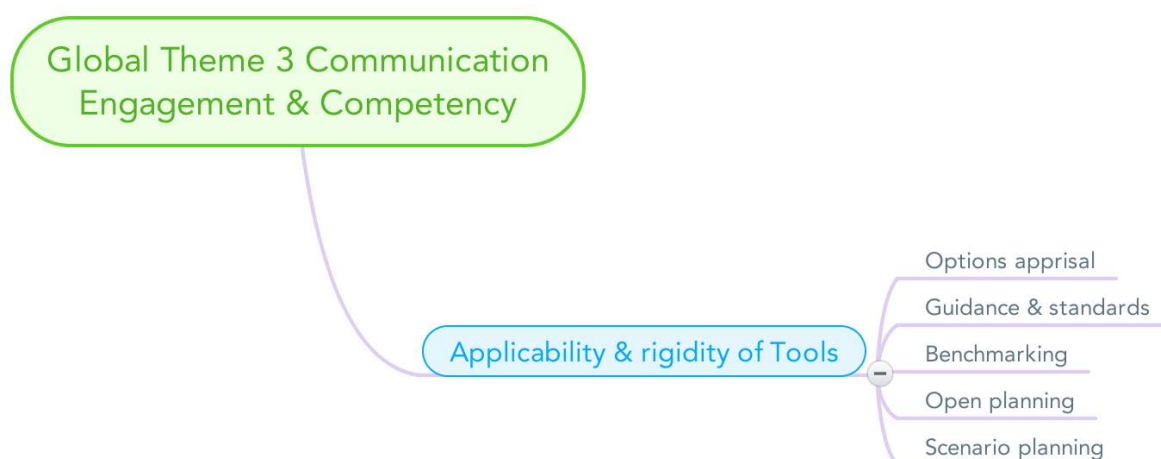 Global Theme 3 Communication
Engagement & Competency
Options apprisal
Guidance & standards
Applicability & rigidity of Tools
Benchmarking
Open planning
Scenario planning